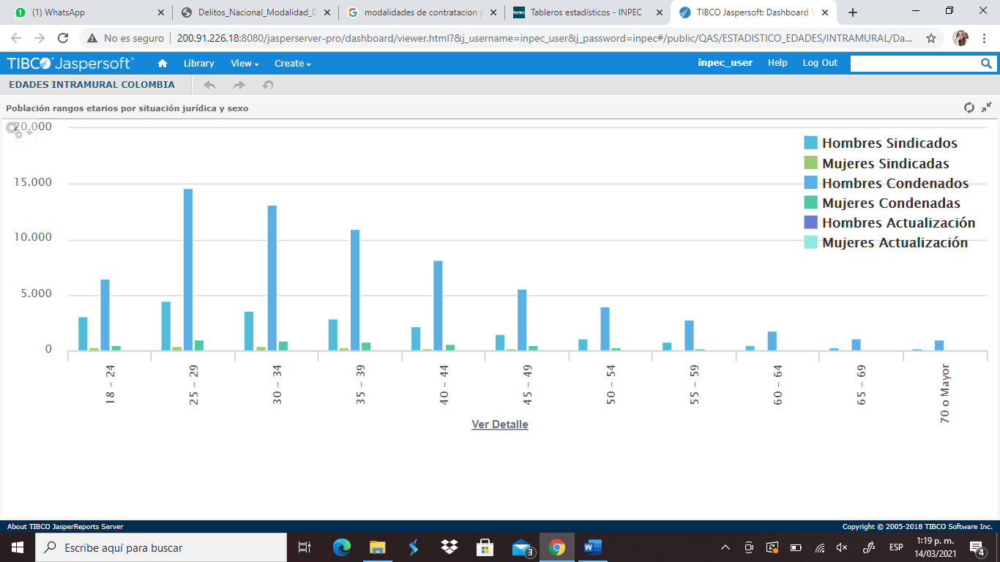 (1) WhatsApp
Delitos_Nacional_Modalidad_D
modalidades de contratacion p
Tableros estadísticos - INPEC
TIBCO Jaspersoft: Dashboard V
No es seguro
200.91.226.18:8080/jasperserver-pro/dashboard/viewer.html?&j_username=inpec_user&j_password=inpec#/public/QAS/ESTADISTICO_EDADES/INTRAMURAL/Da...
TIBCO Jaspersoft
Library
View
Create
inpec_user
Help
Log Out
EDADES INTRAMURAL COLOMBIA
Población rangos etarios por situación jurídica y sexo
20.000
15.000
10.000
5.000
0
Hombres Sindicados
Mujeres Sindicadas
Hombres Condenados
Mujeres Condenadas
Hombres Actualización
Mujeres Actualización
18 - 24
25 - 29
30 - 34
35 - 39
40 - 44
45 - 49
50 - 54
55 - 59
60 - 64
65 - 69
70 o Mayor
Ver Detalle
About TIBCO JasperReports Server
Copyright © 2005-2018 TIBCO Software Inc.
Escribe aquí para buscar
3
ESP
1:19 p. m.
14/03/2021
4